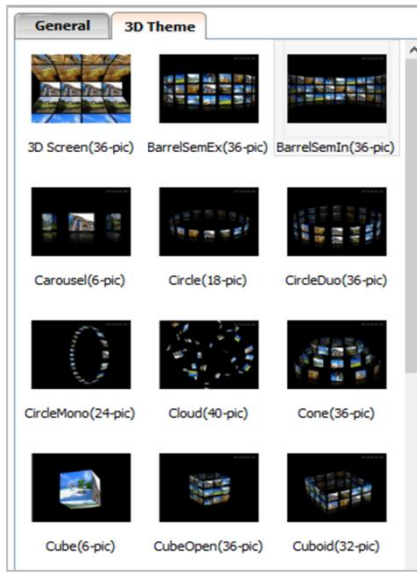 General 3D Theme
3D Screen(36-pic) BarrelSemEx(36-pic) BarrelSemIn(36-pic)
Carousel(6-pic) Circle(18-pic) CircleDuo(36-pic)
CircleMono(24-pic) Cloud(40-pic) Cone(36-pic)
Cube(6-pic) CubeOpen(36-pic) Cuboid(32-pic)